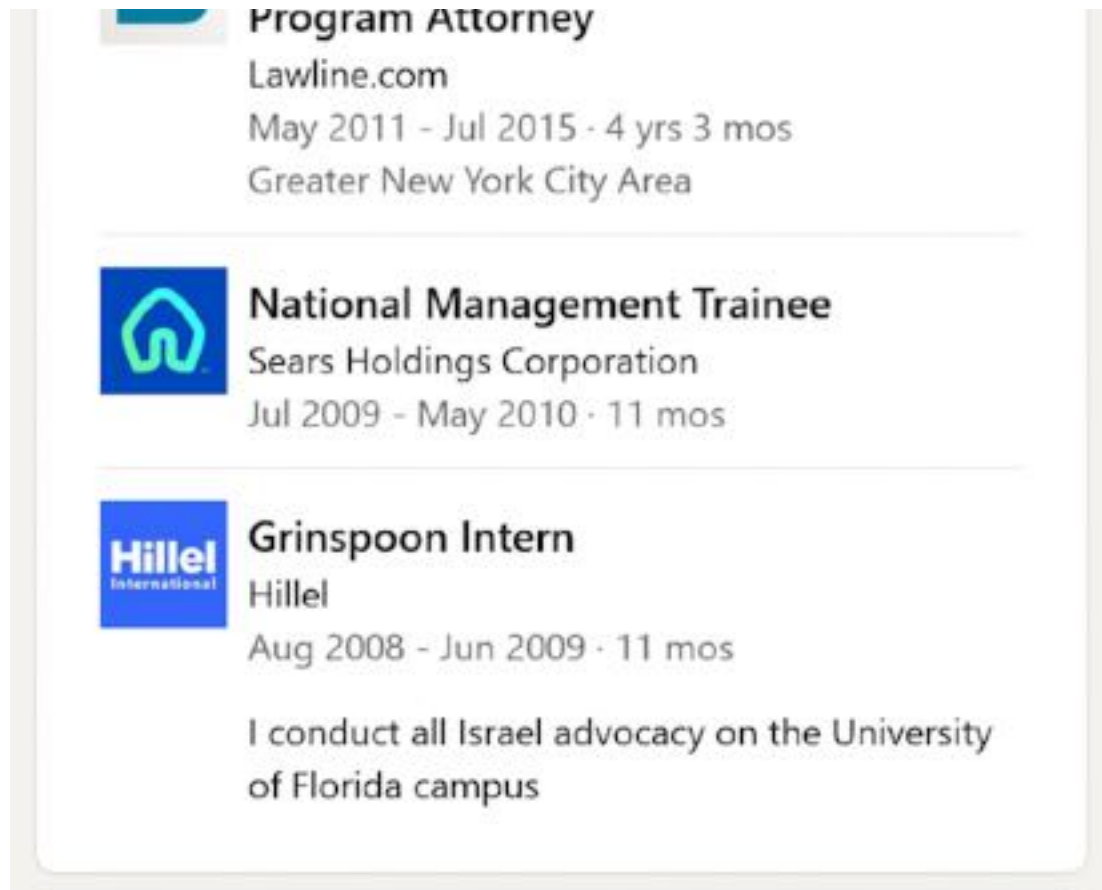 Program Attorney
Lawline.com
May 2011 - Jul 2015 · 4 yrs 3 mos
Greater New York City Area
National Management Trainee
Sears Holdings Corporation
Jul 2009 - May 2010 · 11 mos
Hillel
International
Grinspoon Intern
Hillel
Aug 2008 - Jun 2009 · 11 mos
I conduct all Israel advocacy on the University
of Florida campus